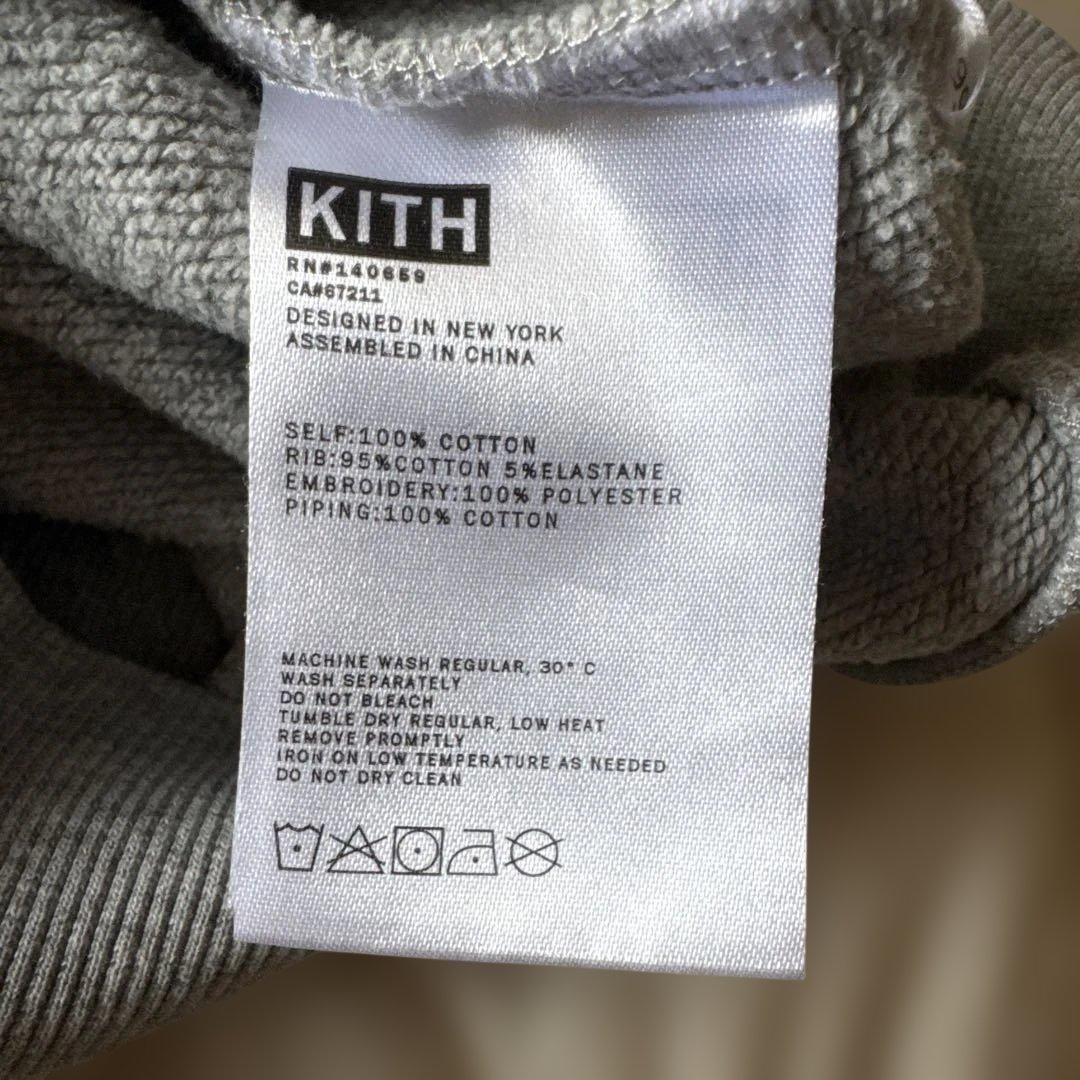 KITH
RN#140659
CA#67211
DESIGNED IN NEW YORK
ASSEMBLED IN CHINA
SELF:100% COTTON
RIB:95%COTTON 5%ELASTANE
EMBROIDERY:100% POLYESTER
PIPING:100% COTTON
MACHINE WASH REGULAR, 30° C
WASH SEPARATELY
DO NOT BLEACH
TUMBLE DRY REGULAR, LOW HEAT
REMOVE PROMPTLY
IRON ON LOW TEMPERATURE AS NEEDED
DO NOT DRY CLEAN